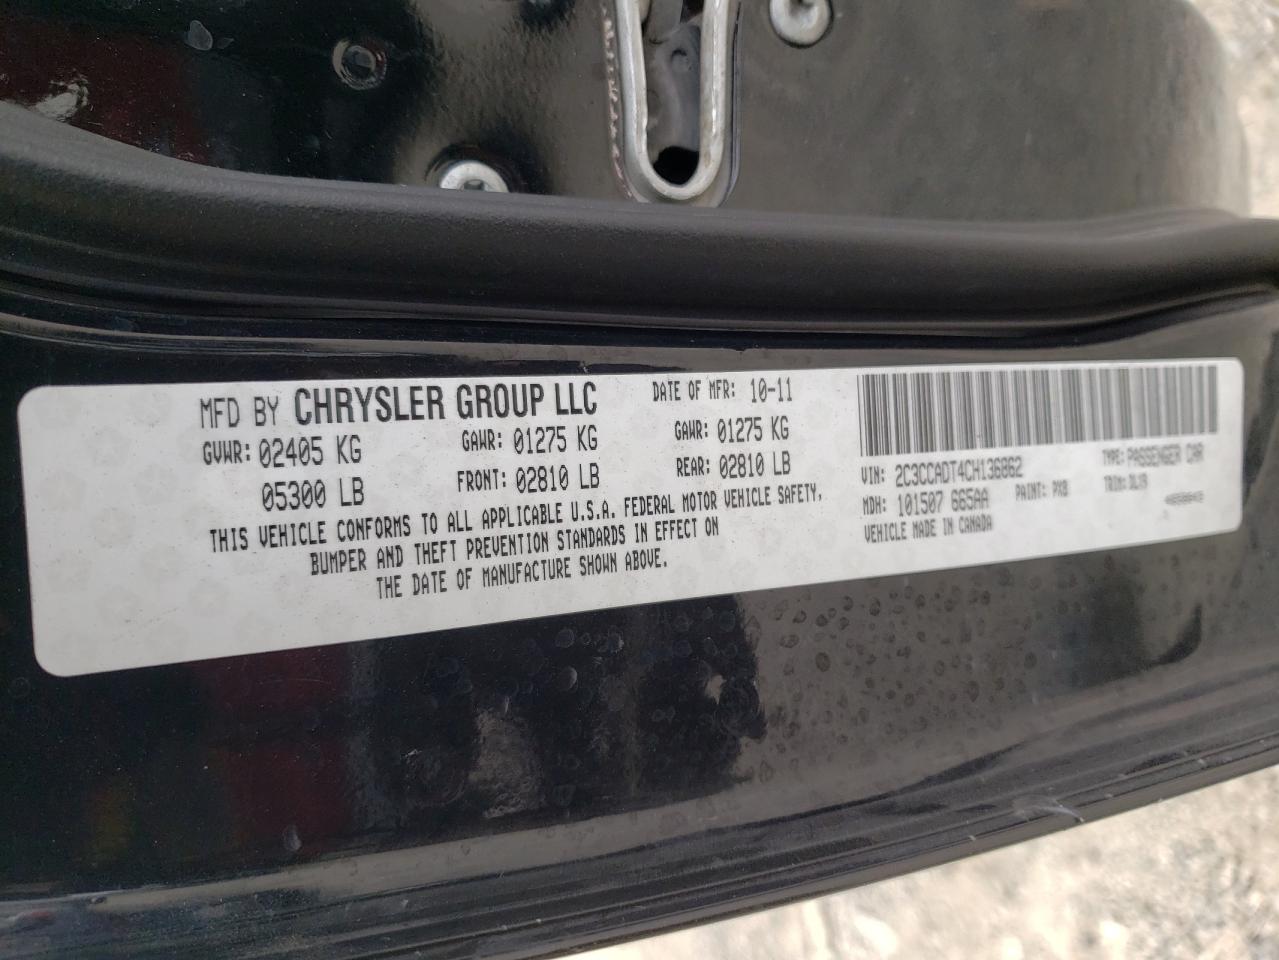 MFD BY CHRYSLER GROUP LLC DATE OF MFR: 10-11
GVWR: 02405 KG GAWR: 01275 KG GAWR: 01275 KG
05300 LB FRONT: 02810 LB REAR: 02810 LB
THIS VEHICLE CONFORMS TO ALL APPLICABLE U.S.A. FEDERAL MOTOR VEHICLE SAFETY,
BUMPER AND THEFT PREVENTION STANDARDS IN EFFECT ON
THE DATE OF MANUFACTURE SHOWN ABOVE.
VIN: 2C3CCADT4CH136862 TYPE: PASSENGER CAR
MDH: 101507 665AA PAINT: PX8 TRIM: DLX9
VEHICLE MADE IN CANADA